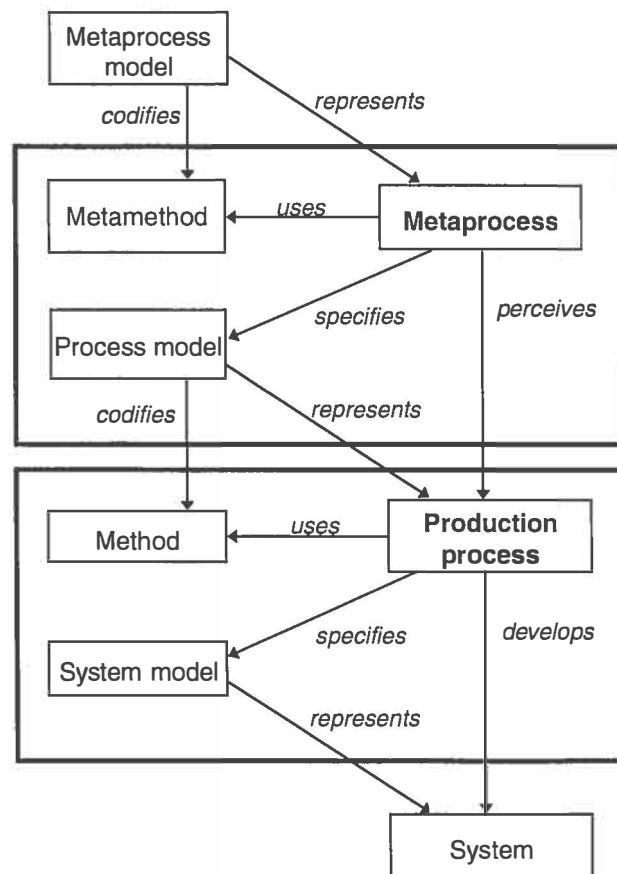 Metaprocess
model
codifies
represents
Metamethod
uses
Metaprocess
specifies
perceives
Process model
codifies
represents
Method
uses
Production
process
specifies
develops
System model
represents
System